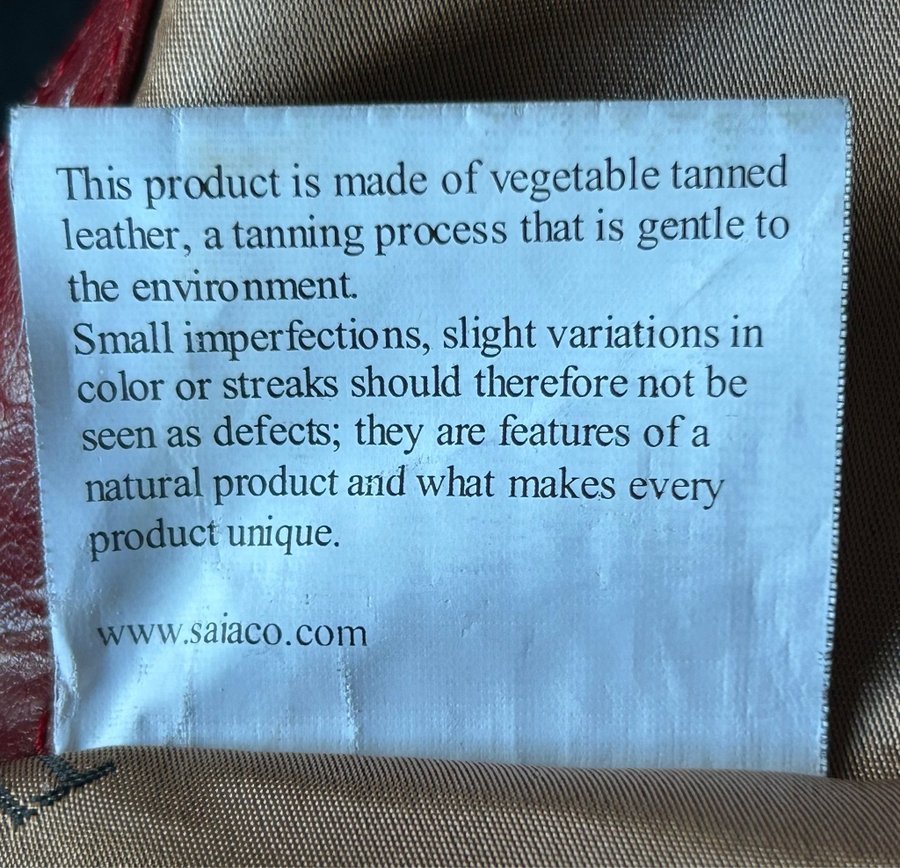 This product is made of vegetable tanned
leather, a tanning process that is gentle to
the environment.
Small imperfections, slight variations in
color or streaks should therefore not be
seen as defects; they are features of a
natural product and what makes every
product unique.
www.saiaco.com